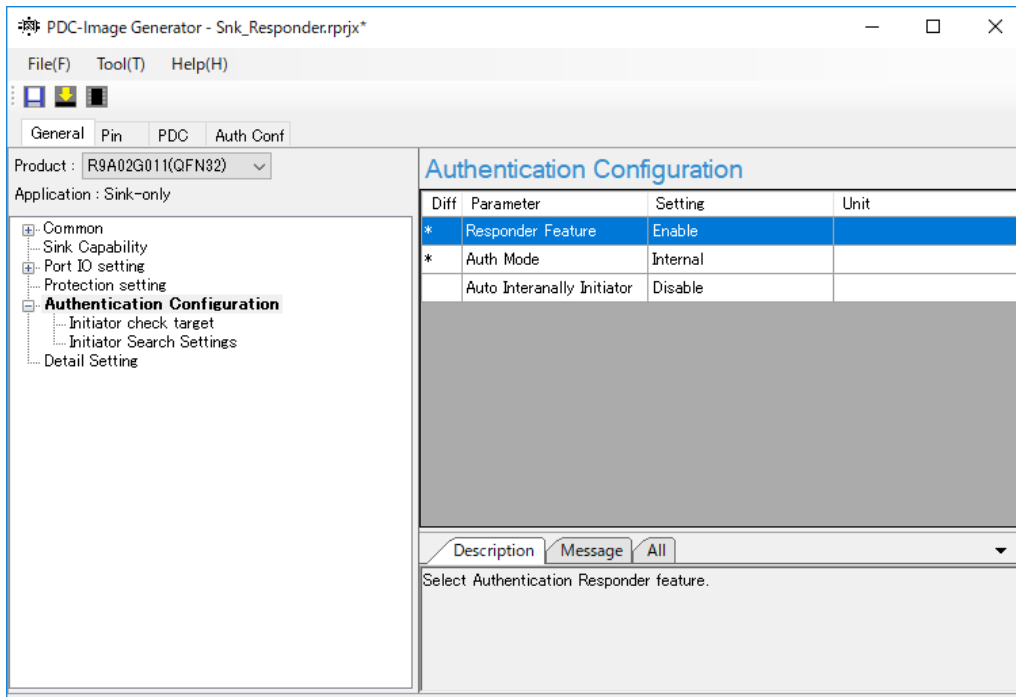 PDC-Image Generator - Snk_Responder.rprjx*
File(F) Tool(T) Help(H)
General Pin PDC Auth Conf
Product : R9A02G011(QFN32)
Application : Sink-only
Common
Sink Capability
Port IO setting
Protection setting
Authentication Configuration
Initiator check target
Initiator Search Settings
Detail Setting
Authentication Configuration
Diff Parameter Setting Unit
* Responder Feature Enable
* Auth Mode Internal
Auto Interanally Initiator Disable
Description Message All
Select Authentication Responder feature.